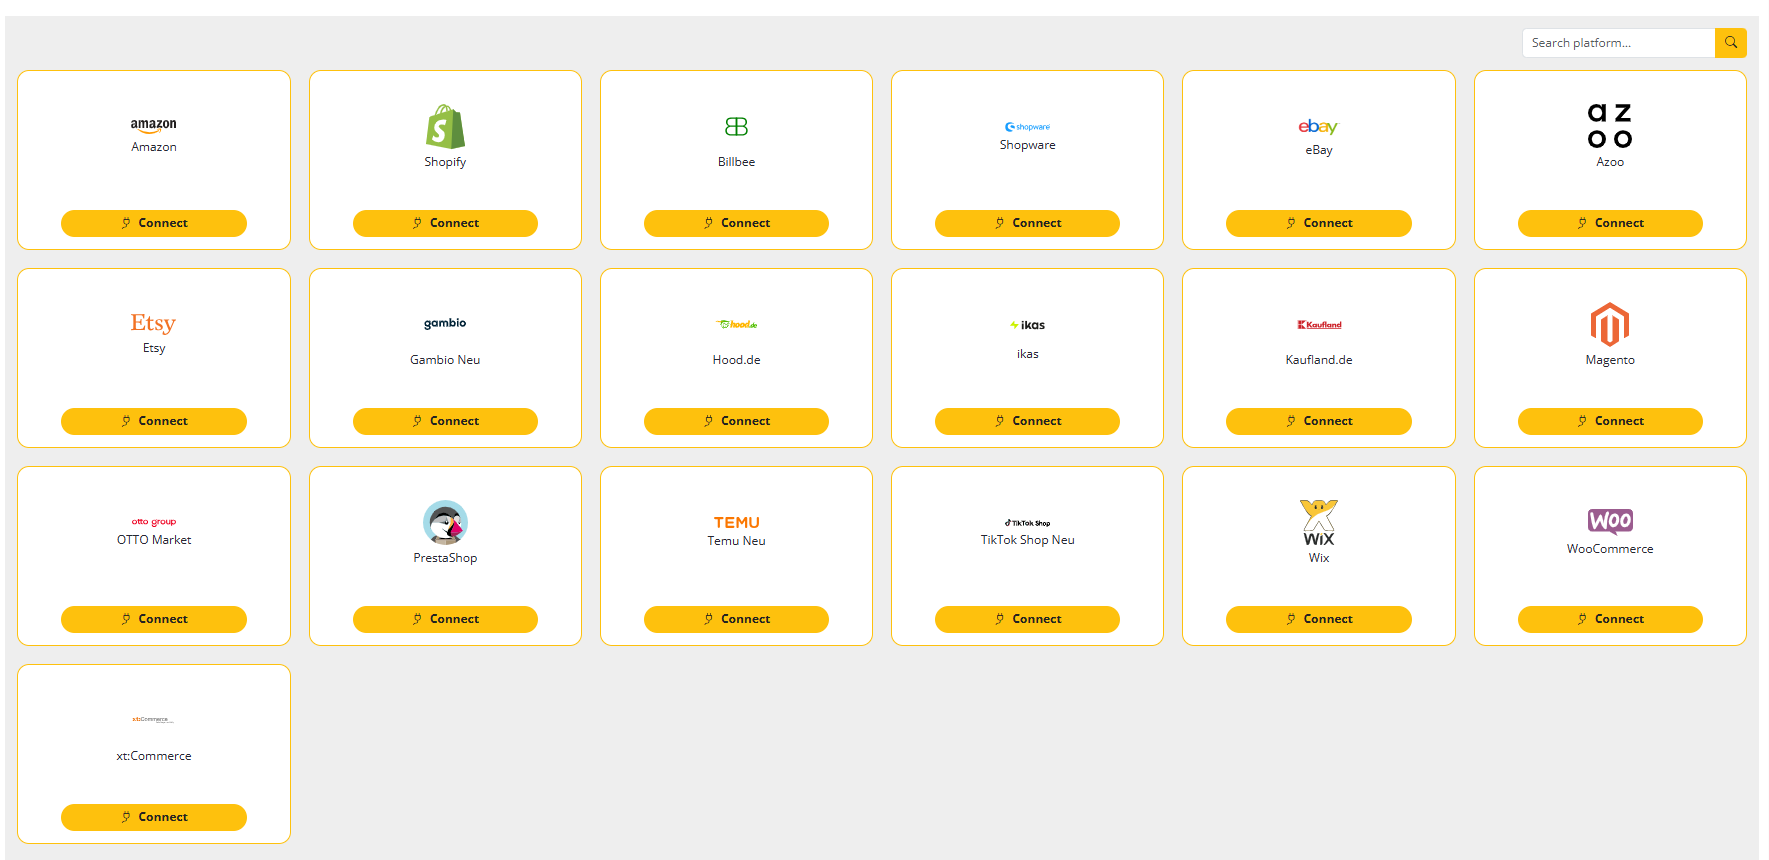 Search platform...
amazon
Amazon
Connect
Shopify
Connect
Billbee
Connect
shopware
Shopware
Connect
ebay
eBay
Connect
a z
o o
Azoo
Connect
Etsy
Etsy
Connect
gambio
Gambio Neu
Connect
hood.de
Hood.de
Connect
ikas
ikas
Connect
Kaufland
Kaufland.de
Connect
Magento
Connect
otto group
OTTO Market
Connect
PrestaShop
Connect
TEMU
Temu Neu
Connect
TikTok Shop
TikTok Shop Neu
Connect
WiX
Wix
Connect
WOO
WooCommerce
Connect
xt:Commerce
xt:Commerce
Connect